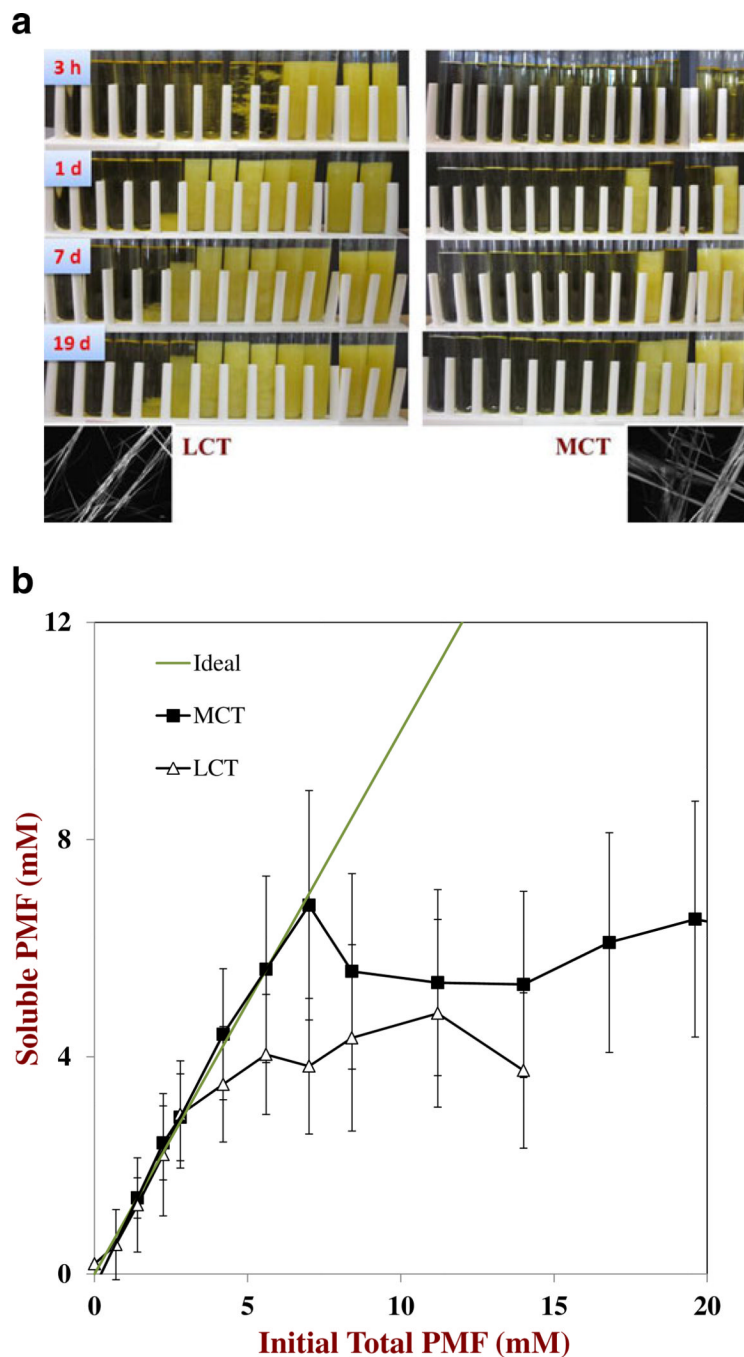 a
3 h
1 d
7 d
19 d
LCT
MCT
b
12
Ideal
MCT
LCT
8
4
0
Soluble PMF (mM)
0
5
10
15
20
Initial Total PMF (mM)